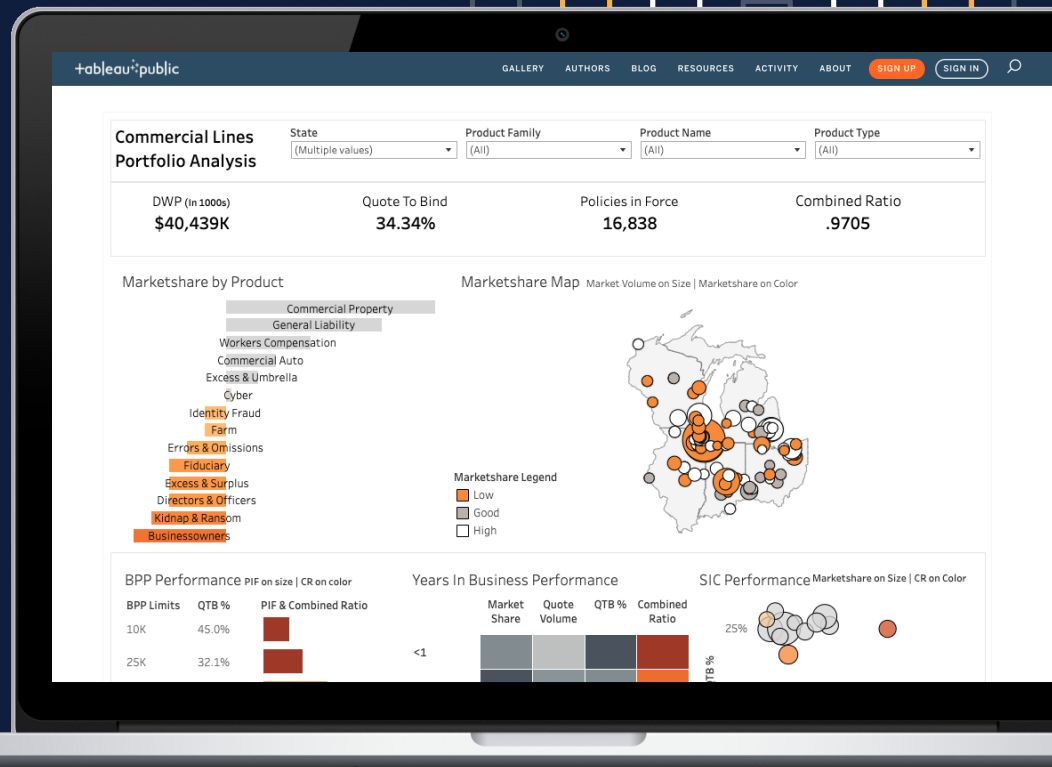 +ableau public
GALLERY AUTHORS BLOG RESOURCES ACTIVITY ABOUT SIGN UP SIGN IN
Commercial Lines
Portfolio Analysis
State
(Multiple values)
Product Family
(All)
Product Name
(All)
Product Type
(All)
DWP (In 1000s)
$40,439K
Quote To Bind
34.34%
Policies in Force
16,838
Combined Ratio
.9705
Marketshare by Product
Commercial Property
General Liability
Workers Compensation
Commercial Auto
Excess & Umbrella
Cyber
Identity Fraud
Farm
Errors & Omissions
Fiduciary
Excess & Surplus
Directors & Officers
Kidnap & Ransom
Businessowners
Marketshare Map Market Volume on Size | Marketshare on Color
Marketshare Legend
Low
Good
High
BPP Performance PIF on size | CR on color
BPP Limits QTB % PIF & Combined Ratio
10K 45.0%
25K 32.1%
Years In Business Performance
Market Share Quote Volume QTB % Combined Ratio
<1
SIC Performance Marketshare on Size | CR on Color
25%
QTB %